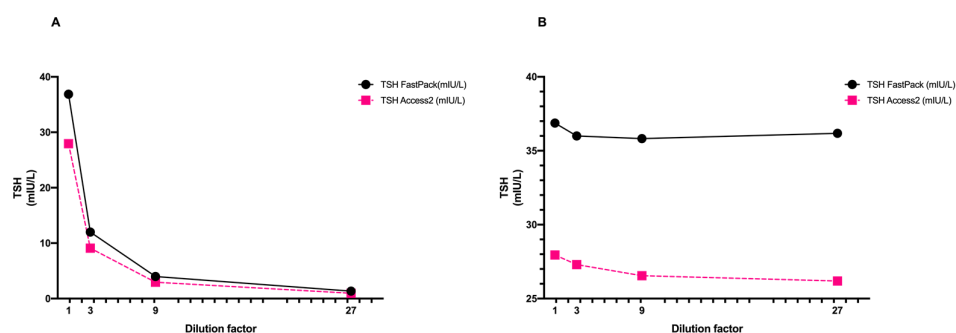 A
TSH
(mIU/L)
40
30
20
10
0
1 3 9 27
Dilution factor
TSH FastPack(mIU/L)
TSH Access2 (mIU/L)
B
TSH
(mIU/L)
40
35
30
25
1 3 9 27
Dilution factor
TSH FastPack (mIU/L)
TSH Access2 (mIU/L)